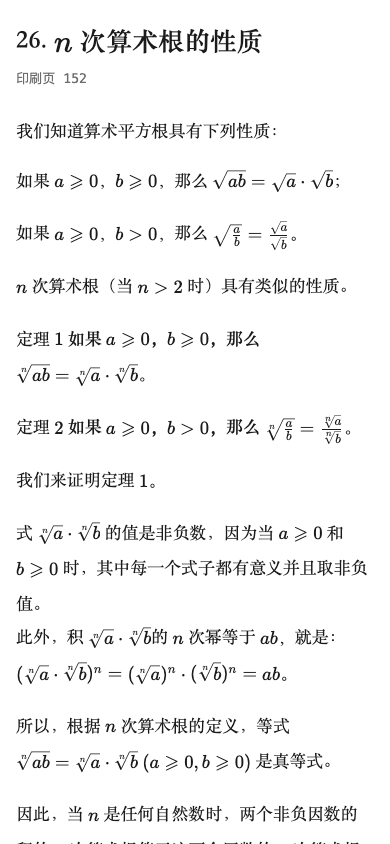 26. n 次算术根的性质
印刷页 152
我们知道算术平方根具有下列性质：
如果 a ⩾ 0，b ⩾ 0，那么 √(ab) = √a · √b；
如果 a ⩾ 0，b > 0，那么 √(a/b) = √a/√b。
n 次算术根（当 n > 2 时）具有类似的性质。
定理 1 如果 a ⩾ 0，b ⩾ 0，那么
ⁿ√(ab) = ⁿ√a · ⁿ√b。
定理 2 如果 a ⩾ 0，b > 0，那么 ⁿ√(a/b) = ⁿ√a/ⁿ√b。
我们来证明定理 1。
式 ⁿ√a · ⁿ√b 的值是非负数，因为当 a ⩾ 0 和
b ⩾ 0 时，其中每一个式子都有意义并且取非负
值。
此外，积 ⁿ√a · ⁿ√b的 n 次幂等于 ab，就是：
(ⁿ√a · ⁿ√b)ⁿ = (ⁿ√a)ⁿ · (ⁿ√b)ⁿ = ab。
所以，根据 n 次算术根的定义，等式
ⁿ√(ab) = ⁿ√a · ⁿ√b (a ⩾ 0, b ⩾ 0) 是真等式。
因此，当 n 是任何自然数时，两个非负因数的